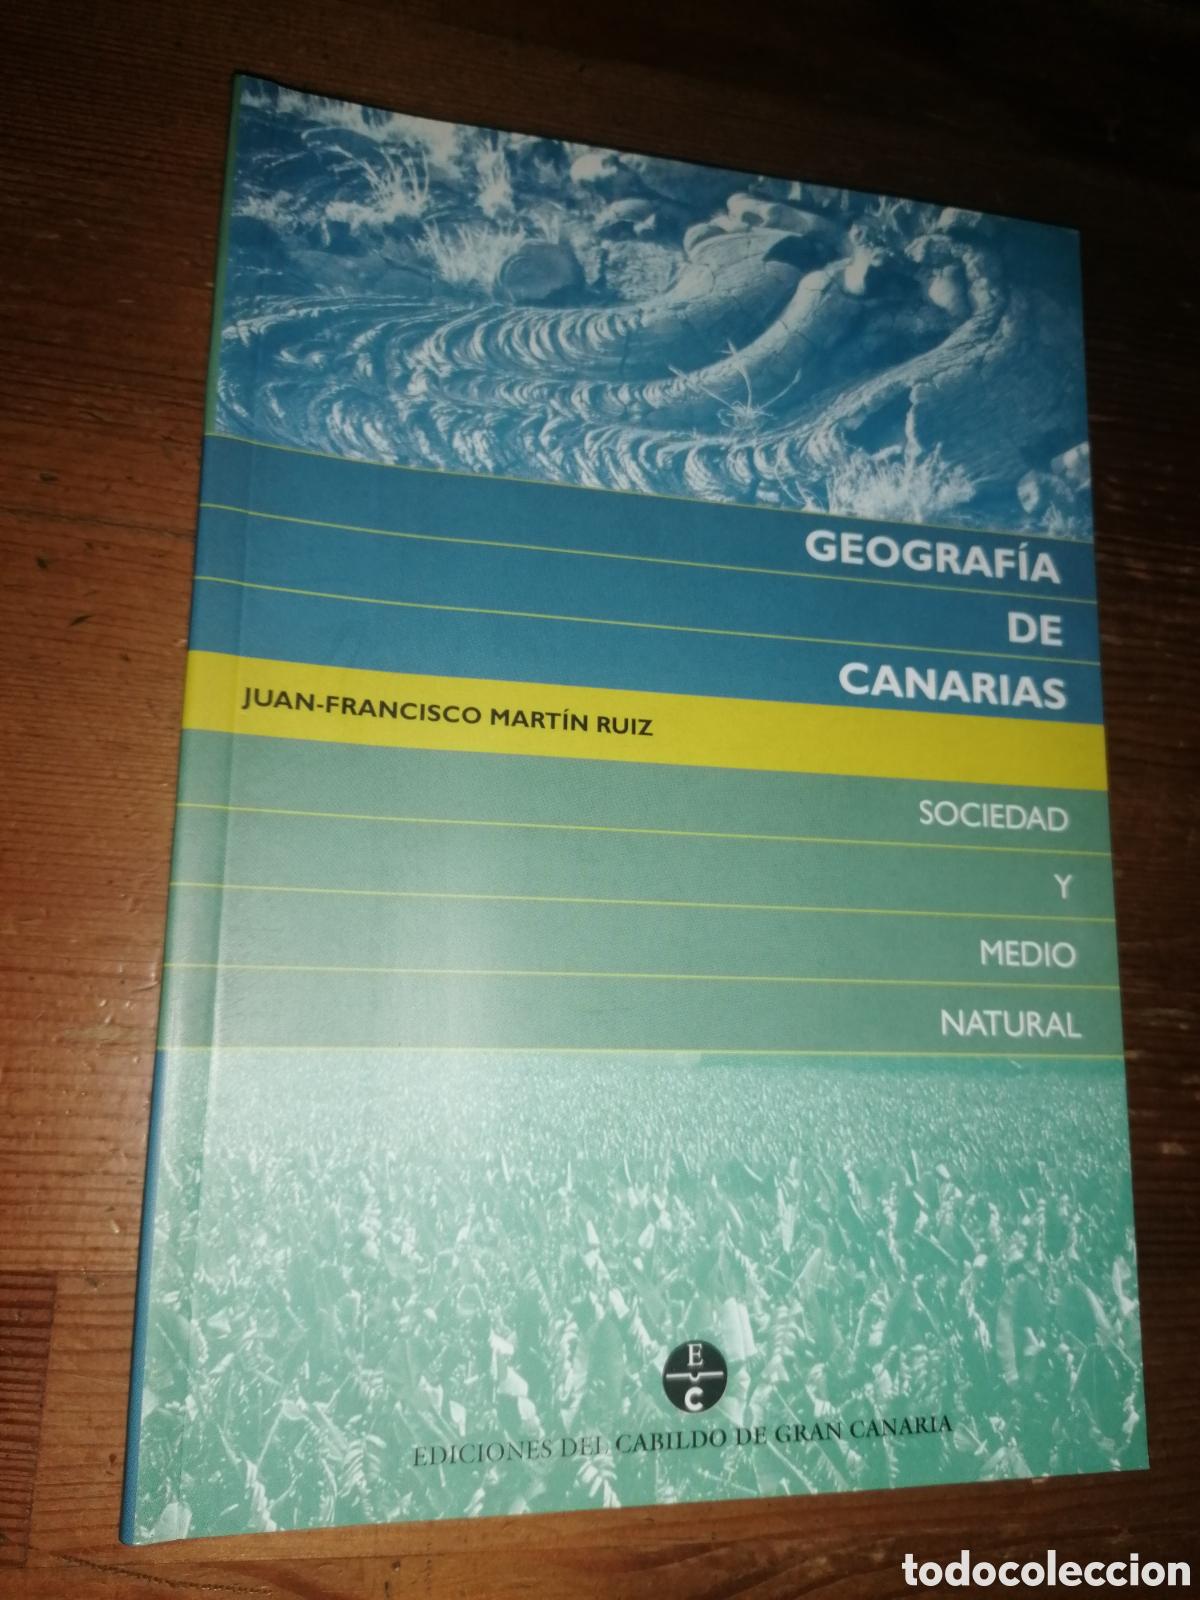 GEOGRAFÍA
DE
CANARIAS
JUAN-FRANCISCO MARTÍN RUIZ
SOCIEDAD
Y
MEDIO
NATURAL
E
C
EDICIONES DEL CABILDO DE GRAN CANARIA
todocoleccion